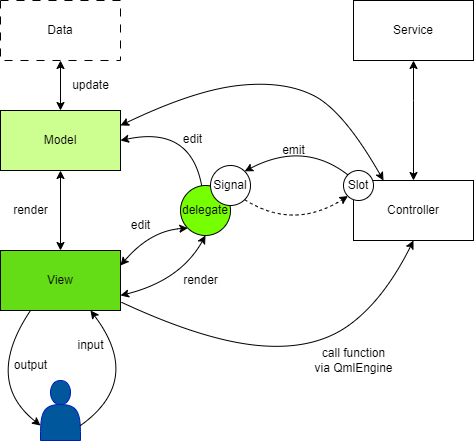 Data
Service
update
Model
edit
emit
Signal
Slot
render
delegate
Controller
edit
View
render
input
output
call function
via QmlEngine